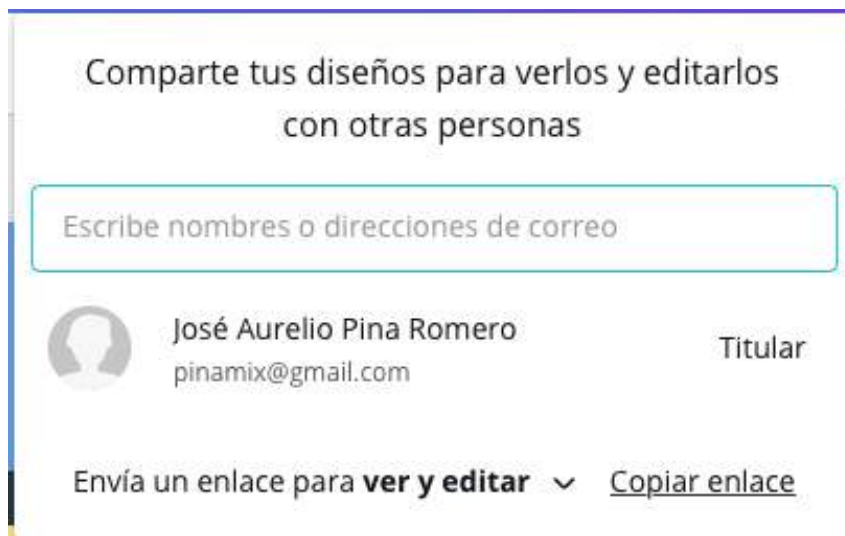 Comparte tus diseños para verlos y editarlos
con otras personas
Escribe nombres o direcciones de correo
José Aurelio Pina Romero
Titular
pinamix@gmail.com
Envía un enlace para ver y editar
Copiar enlace